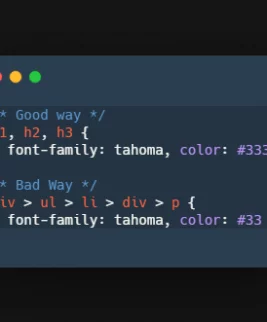 * Good way */
1, h2, h3 {
font-family: tahoma, color: #333
* Bad Way */
iv > ul > li > div > p {
font-family: tahoma, color: #33